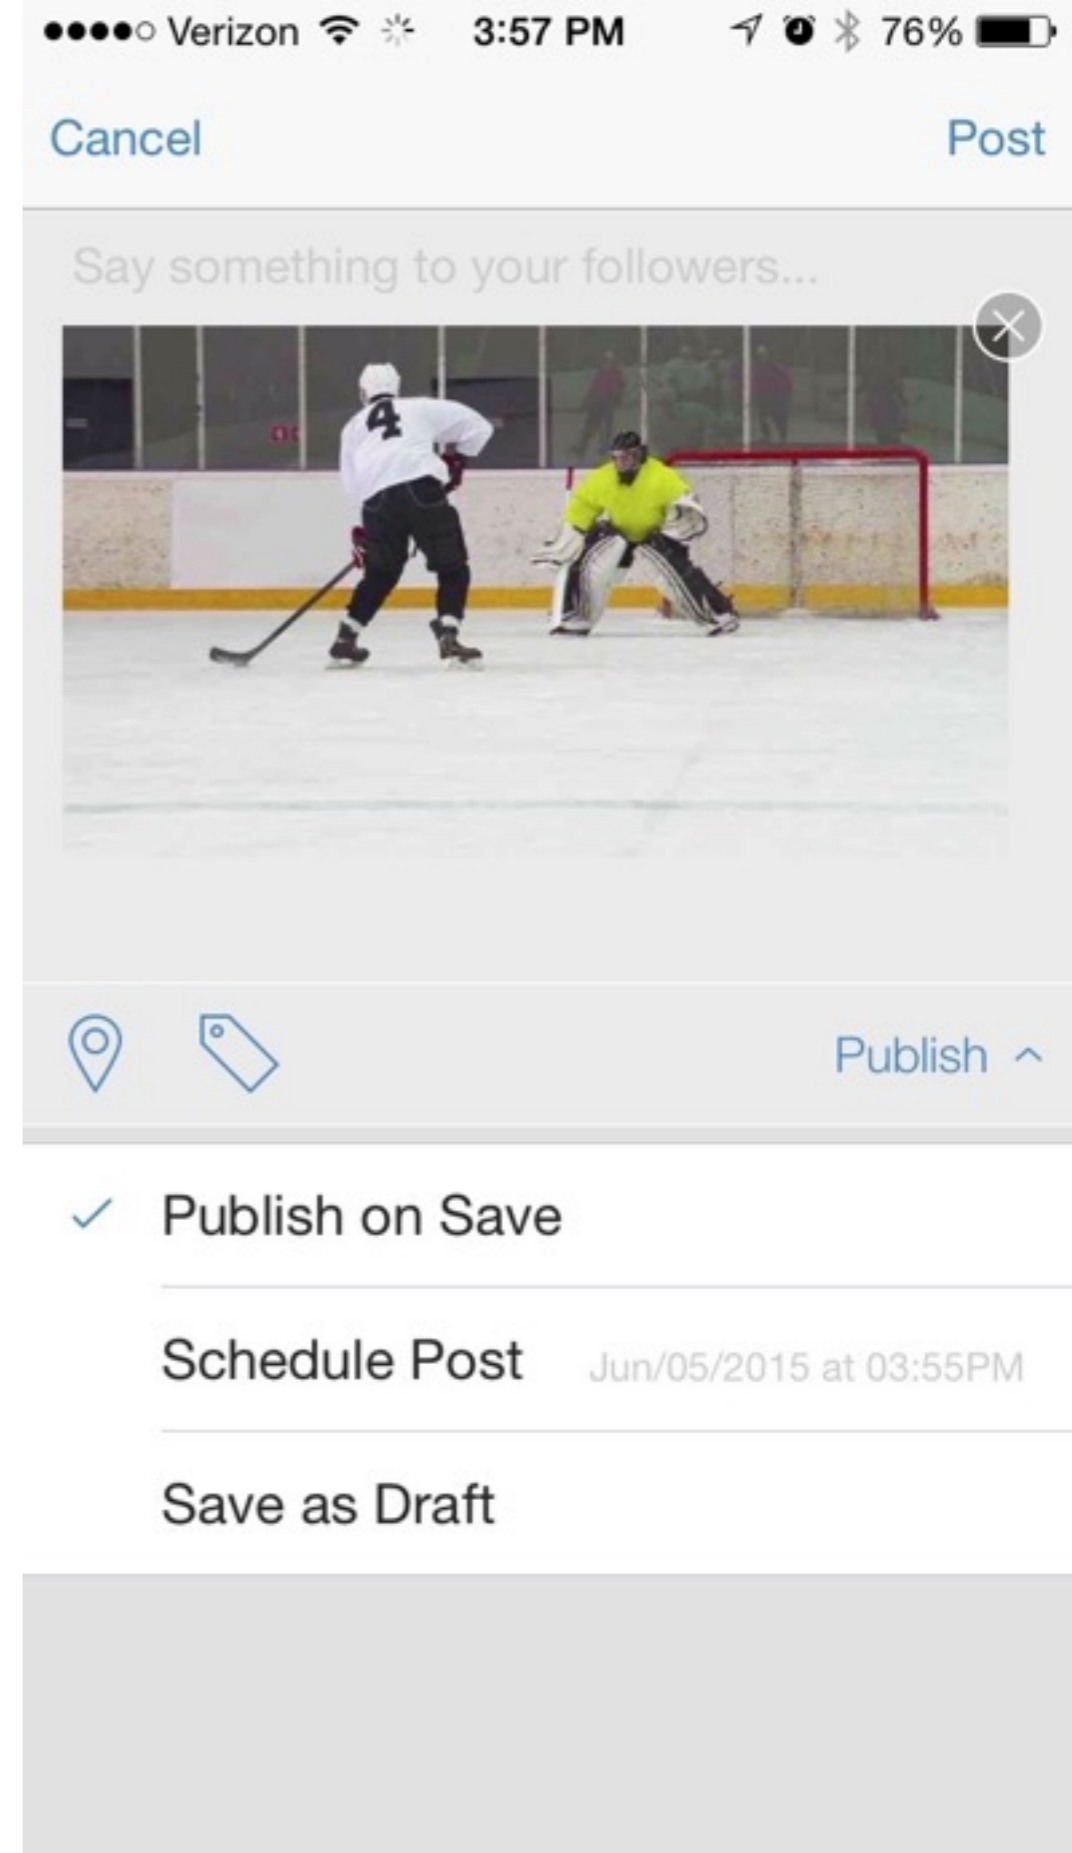 Verizon 3:57 PM 76%
Cancel Post
Say something to your followers...
4
Publish
Publish on Save
Schedule Post Jun/05/2015 at 03:55PM
Save as Draft